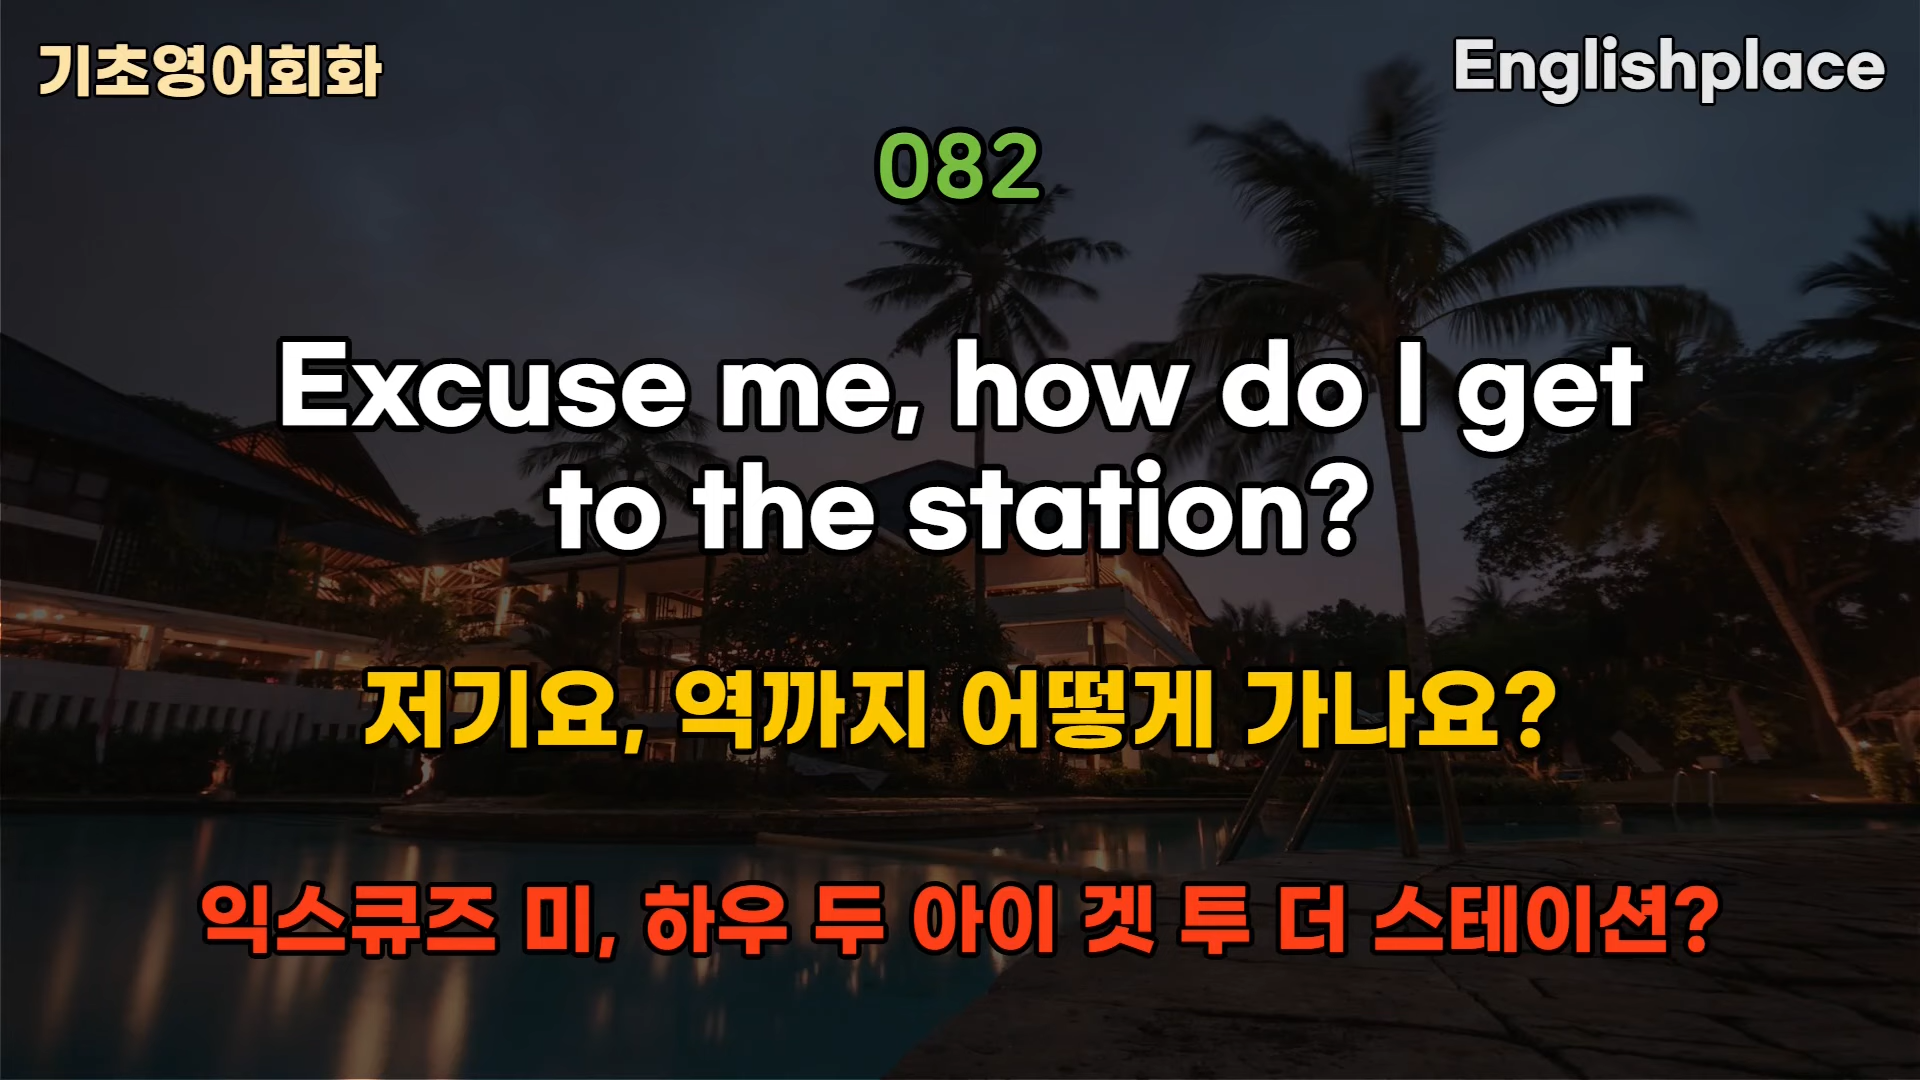 기초영어회화
Englishplace
082
Excuse me, how do I get
to the station?
저기요, 역까지 어떻게 가나요?
익스큐즈 미, 하우 두 아이 겟 투 더 스테이션?